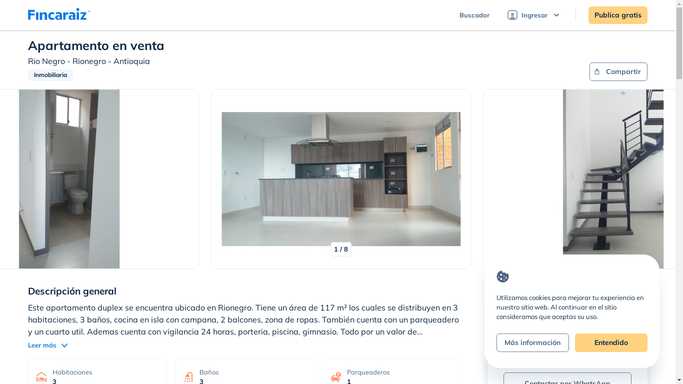 Fincaraiz
Buscador
Ingresar
Publica gratis
Apartamento en venta
Rio Negro - Rionegro - Antioquia
Inmobiliaria
Compartir
1 / 8
Descripción general
Este apartamento duplex se encuentra ubicado en Rionegro. Tiene un área de 117 m² los cuales se distribuyen en 3
habitaciones, 3 baños, cocina en isla con campana, 2 balcones, zona de ropas. También cuenta con un parqueadero
y un cuarto util. Ademas cuenta con vigilancia 24 horas, porteria, piscina, gimnasio. Todo por un valor de...
Leer más
Habitaciones
3
Baños
3
Parqueaderos
1
Utilizamos cookies para mejorar tu experiencia en
nuestro sitio web. Al continuar en el sitio
consideramos que aceptas su uso.
Más información
Entendido
Contactar por WhatsApp